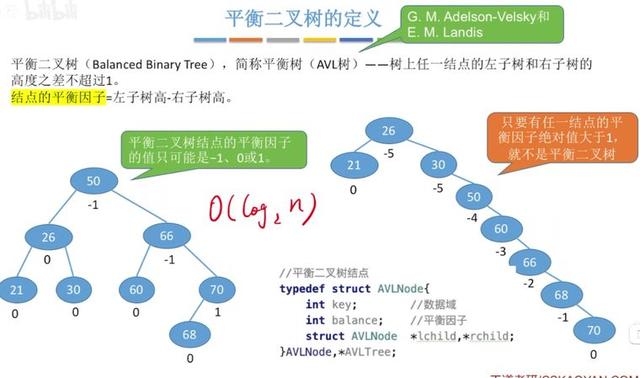 平衡二叉树的定义
G. M. Adelson-Velsky和
E. M. Landis
平衡二叉树（Balanced Binary Tree），简称平衡树（AVL树）——树上任一结点的左子树和右子树的
高度之差不超过1。
结点的平衡因子=左子树高-右子树高。
平衡二叉树结点的平衡因子
的值只可能是−1、0或1。
只要有任一结点的平
衡因子绝对值大于1，
就不是平衡二叉树
50
-1
26
0
66
-1
21
0
30
0
60
0
70
1
68
0
O(log₂n)
26
-5
21
0
30
-5
50
-4
60
-3
66
-2
68
-1
70
0
//平衡二叉树结点
typedef struct AVLNode{
int key; //数据域
int balance; //平衡因子
struct AVLNode *lchild,*rchild;
}AVLNode,*AVLTree;